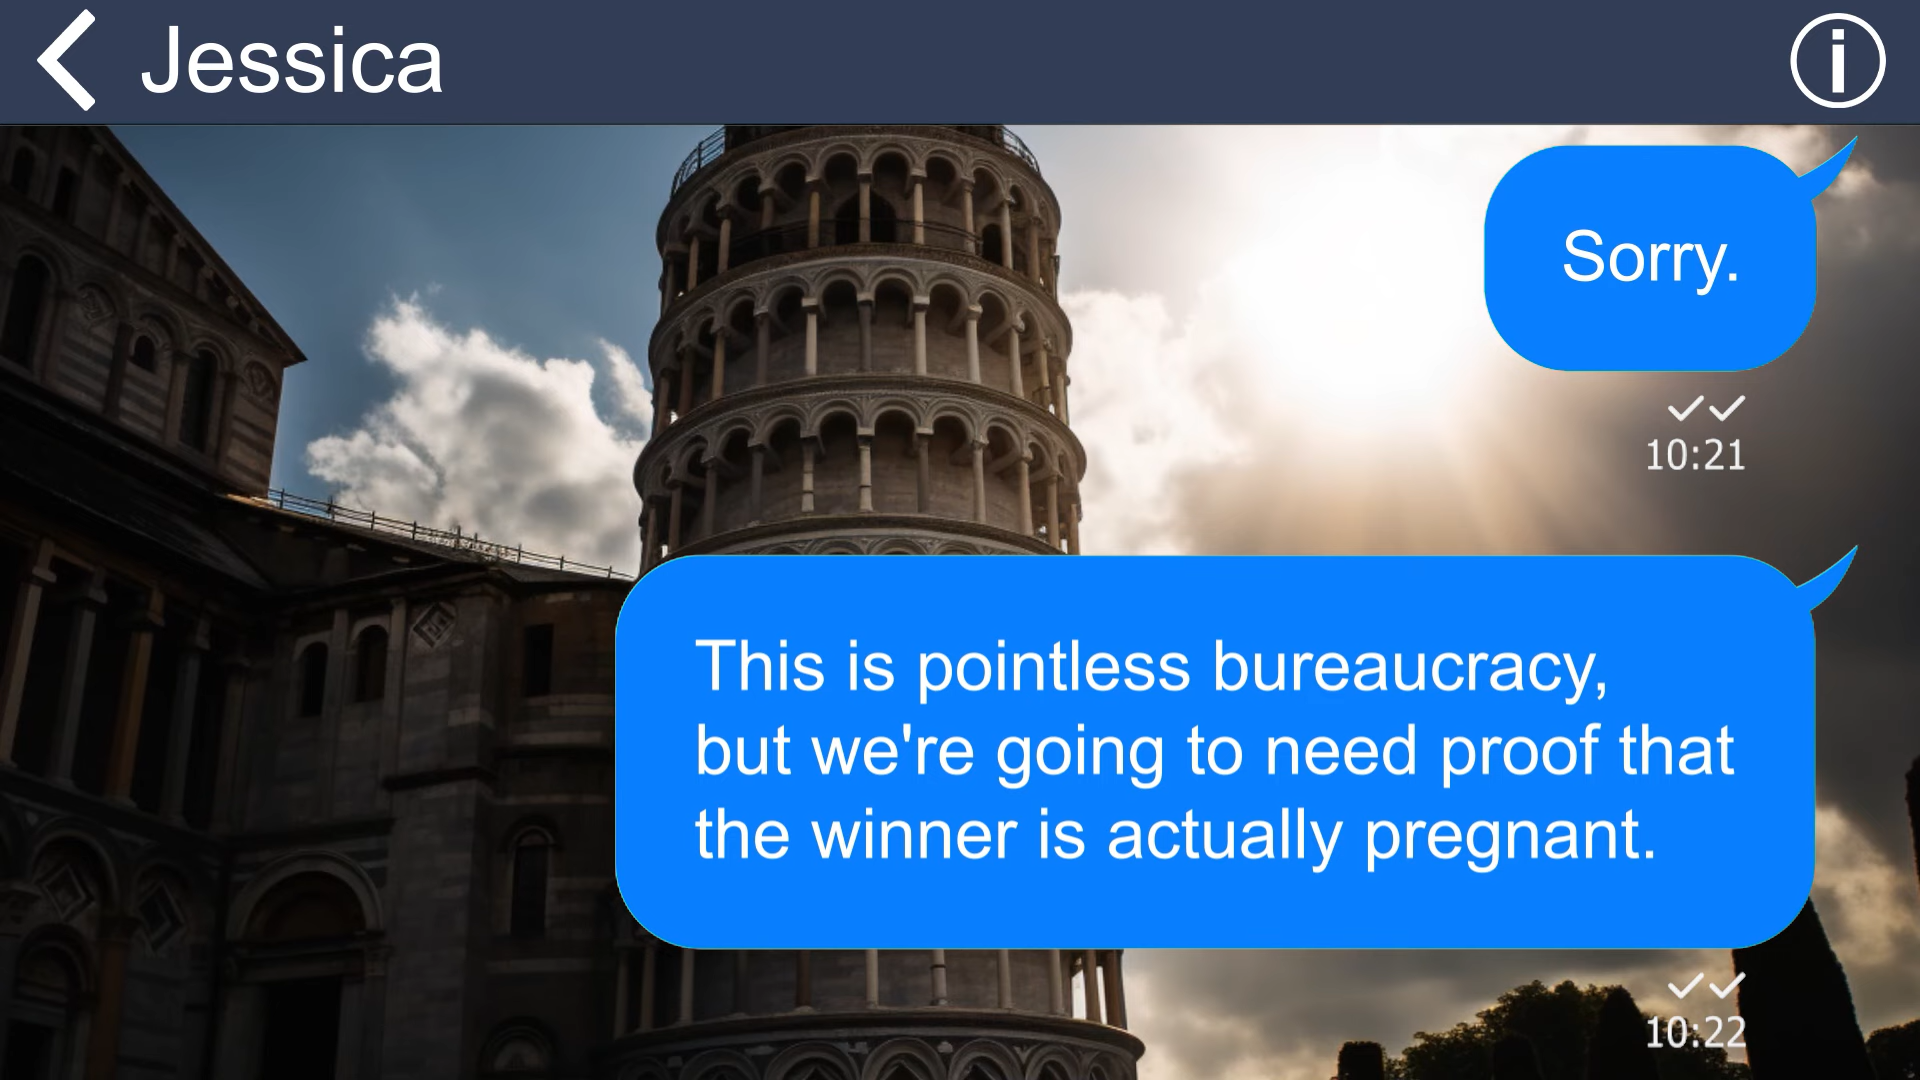 Jessica
Sorry.
10:21
This is pointless bureaucracy,
but we're going to need proof that
the winner is actually pregnant.
10:22